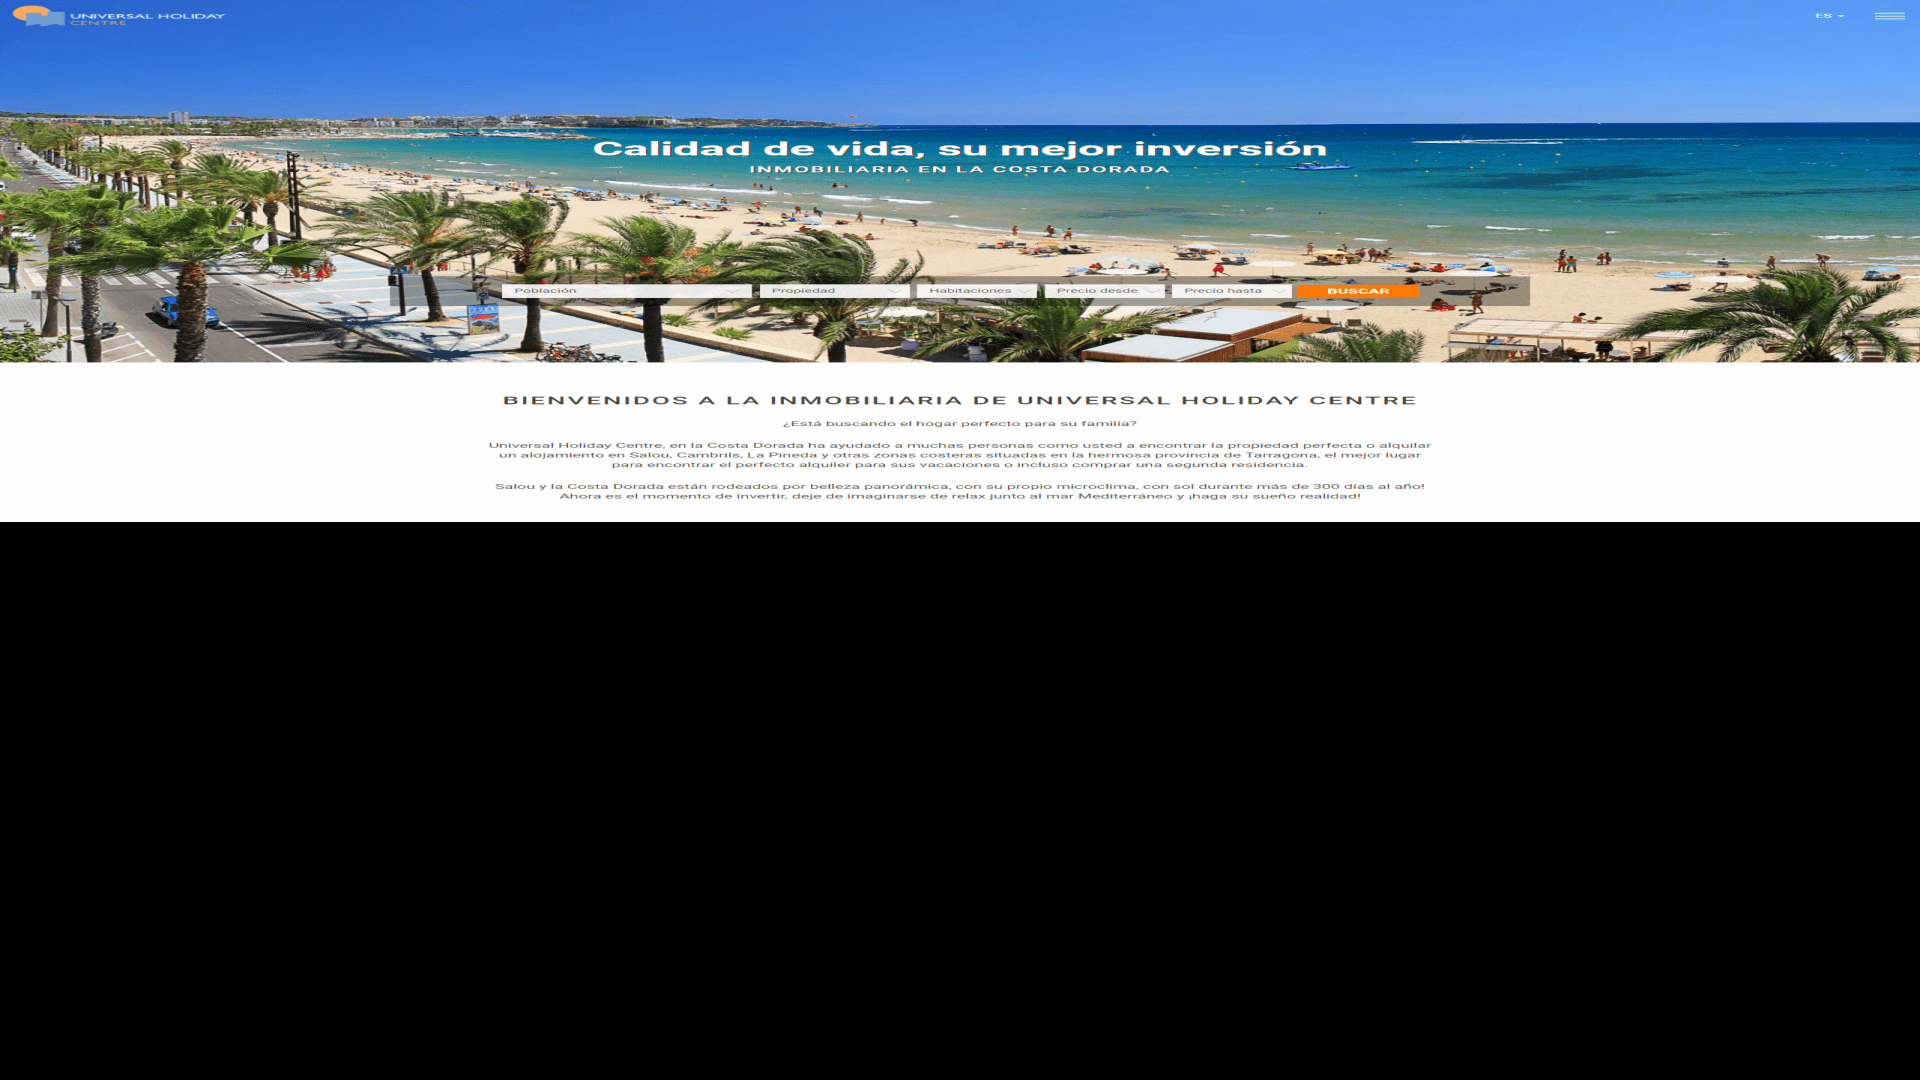 UNIVERSAL HOLIDAY
CENTRE
ES
Calidad de vida, su mejor inversión
INMOBILIARIA EN LA COSTA DORADA
Población
Propiedad
Habitaciones
Precio desde
Precio hasta
BUSCAR
BIENVENIDOS A LA INMOBILIARIA DE UNIVERSAL HOLIDAY CENTRE
¿Está buscando el hogar perfecto para su familia?
Universal Holiday Centre, en la Costa Dorada ha ayudado a muchas personas como usted a encontrar la propiedad perfecta o alquilar
un alojamiento en Salou, Cambrils, La Pineda y otras zonas costeras situadas en la hermosa provincia de Tarragona, el mejor lugar
para encontrar el perfecto alquiler para sus vacaciones o incluso comprar una segunda residencia.
Salou y la Costa Dorada están rodeados por belleza panorámica, con su propio microclima, con sol durante más de 300 días al año!
Ahora es el momento de invertir, deje de imaginarse de relax junto al mar Mediterráneo y ¡haga su sueño realidad!